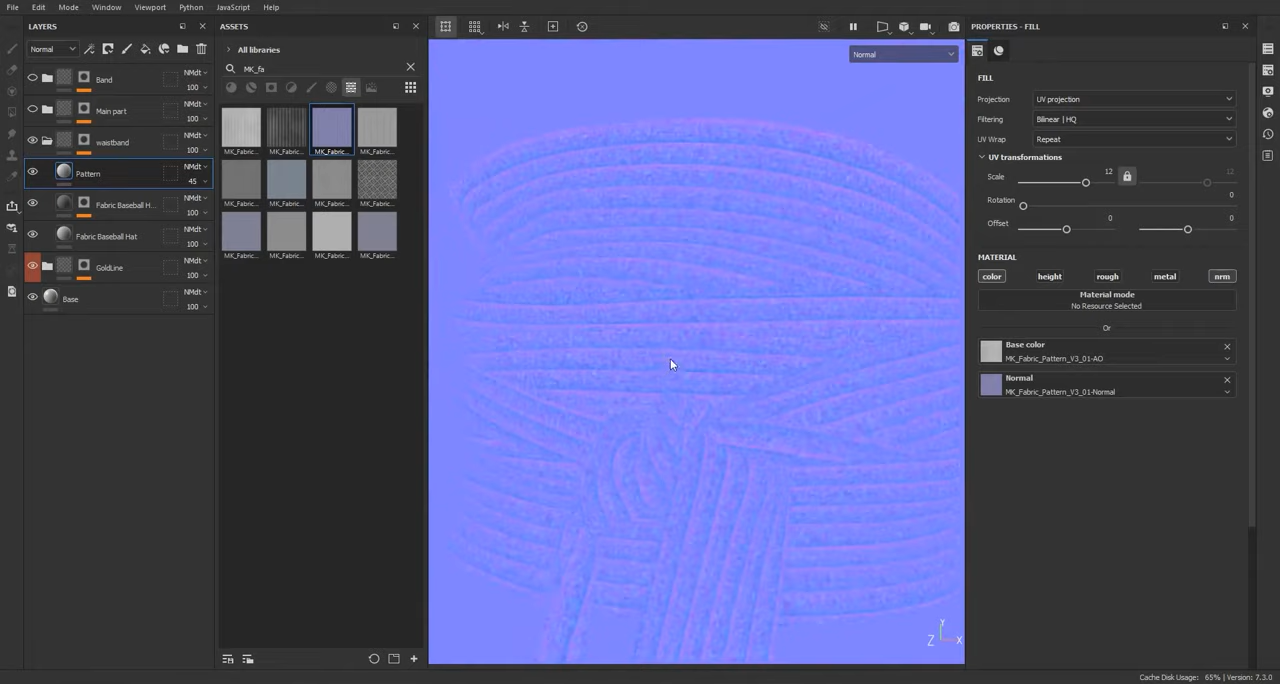 File Edit Mode Window Viewport Python JavaScript Help
LAYERS
Normal
Band
NMdt
100
Main part
NMdt
100
waistband
NMdt
100
Pattern
NMdt
45
Fabric Baseball H...
NMdt
100
Fabric Baseball Hat
NMdt
100
GoldLine
NMdt
100
Base
NMdt
100
ASSETS
All libraries
MK_fa
MK_Fabric... MK_Fabric... MK_Fabric... MK_Fabric...
MK_Fabric... MK_Fabric... MK_Fabric... MK_Fabric...
MK_Fabric... MK_Fabric... MK_Fabric... MK_Fabric...
Normal
Y
Z X
PROPERTIES - FILL
FILL
Projection UV projection
Filtering Bilinear | HQ
UV Wrap Repeat
UV transformations
Scale 12 12
Rotation 0
Offset 0 0
MATERIAL
color height rough metal nrm
Material mode
No Resource Selected
Or
Base color
MK_Fabric_Pattern_V3_01-AO
Normal
MK_Fabric_Pattern_V3_01-Normal
Cache Disk Usage: 65% | Version: 7.3.0